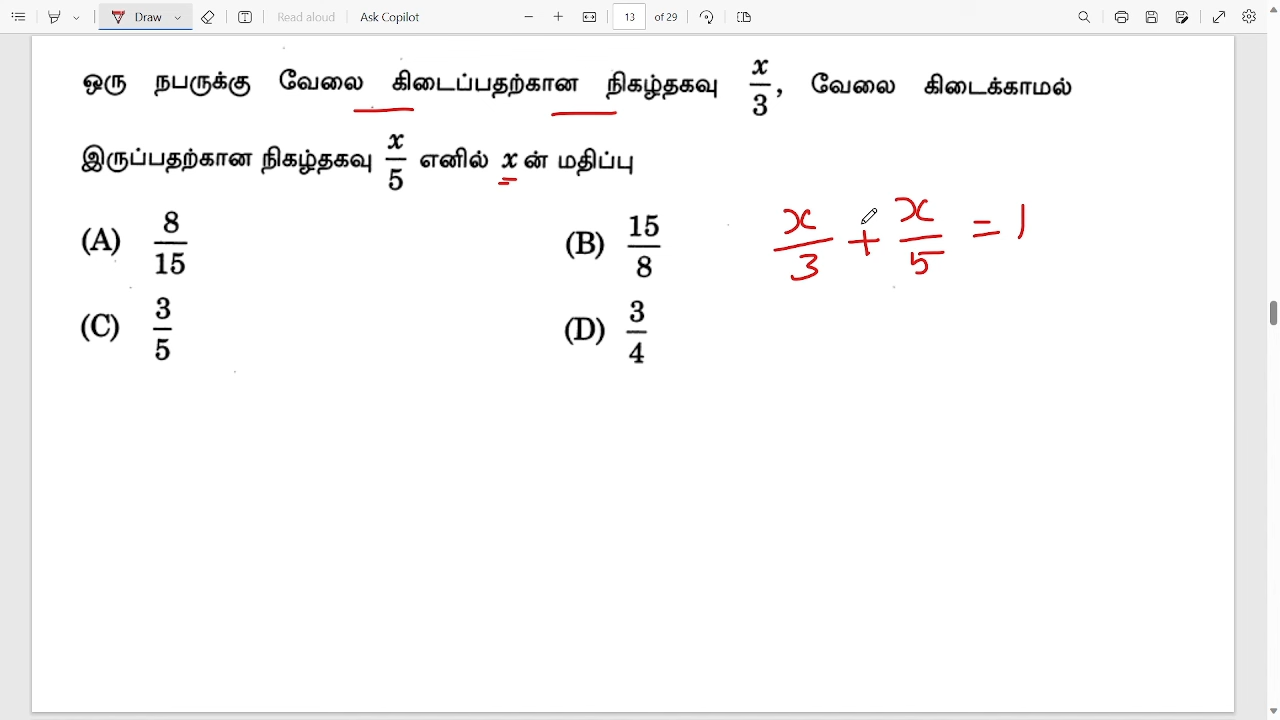 Draw Read aloud Ask Copilot 13 of 29
ஒரு நபருக்கு வேலை கிடைப்பதற்கான நிகழ்தகவு x/3, வேலை கிடைக்காமல்
இருப்பதற்கான நிகழ்தகவு x/5 எனில் x ன் மதிப்பு
x/3 + x/5 = 1
(A) 8/15 (B) 15/8
(C) 3/5 (D) 3/4